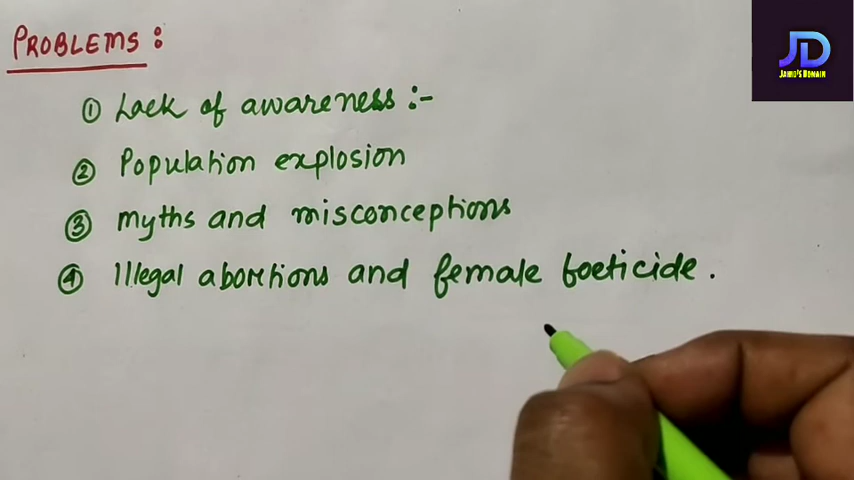 PROBLEMS:
① Lack of awareness :-
② Population explosion
③ Myths and misconceptions
④ Illegal abortions and female foeticide.
JD
JAHID'S DOMAIN